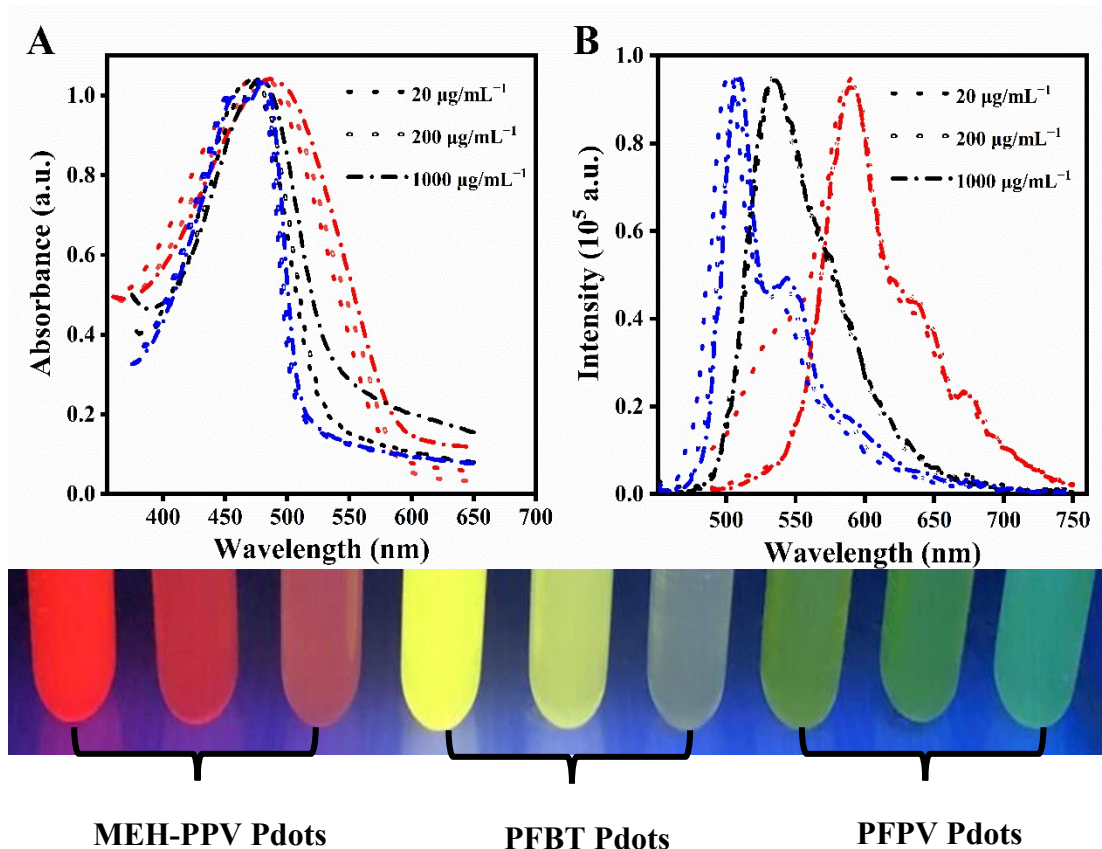 A
B
20 µg/mL⁻¹
200 µg/mL⁻¹
1000 µg/mL⁻¹
Absorbance (a.u.)
1.0
0.8
0.6
0.4
0.2
0.0
400 450 500 550 600 650 700
Wavelength (nm)
20 µg/mL⁻¹
200 µg/mL⁻¹
1000 µg/mL⁻¹
Intensity (10⁵ a.u.)
1.0
0.8
0.6
0.4
0.2
0.0
500 550 600 650 700 750
Wavelength (nm)
MEH-PPV Pdots
PFBT Pdots
PFPV Pdots